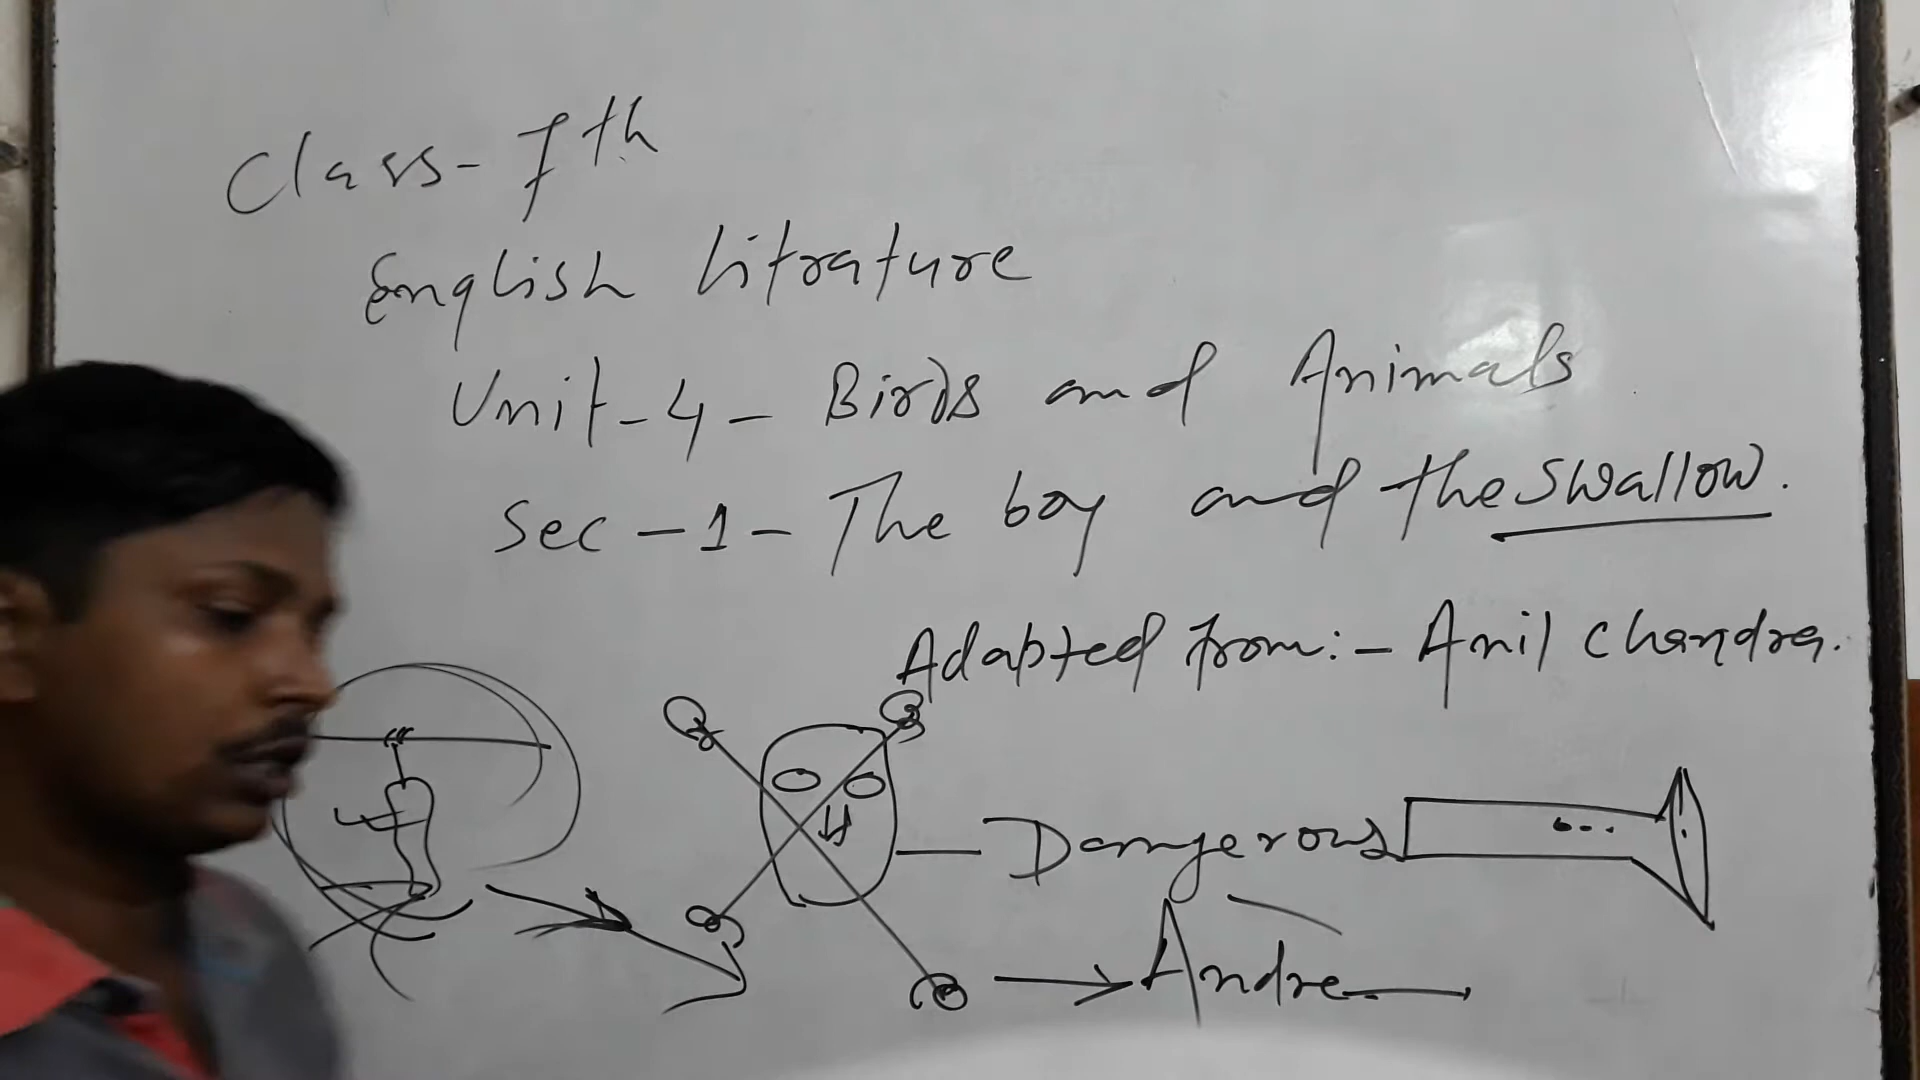 Class-7th
English litrature
Unit-4- Birds and Animals
Sec-1- The boy and the Swallow.
Adapted from:- Anil Chandra.
Dangerous
Andre